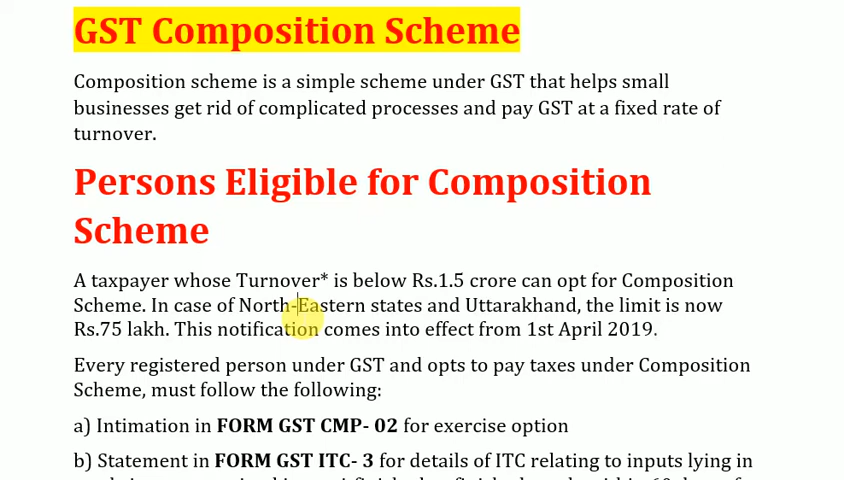 GST Composition Scheme
Composition scheme is a simple scheme under GST that helps small
businesses get rid of complicated processes and pay GST at a fixed rate of
turnover.
Persons Eligible for Composition
Scheme
A taxpayer whose Turnover* is below Rs.1.5 crore can opt for Composition
Scheme. In case of North-Eastern states and Uttarakhand, the limit is now
Rs.75 lakh. This notification comes into effect from 1st April 2019.
Every registered person under GST and opts to pay taxes under Composition
Scheme, must follow the following:
a) Intimation in FORM GST CMP- 02 for exercise option
b) Statement in FORM GST ITC- 3 for details of ITC relating to inputs lying in